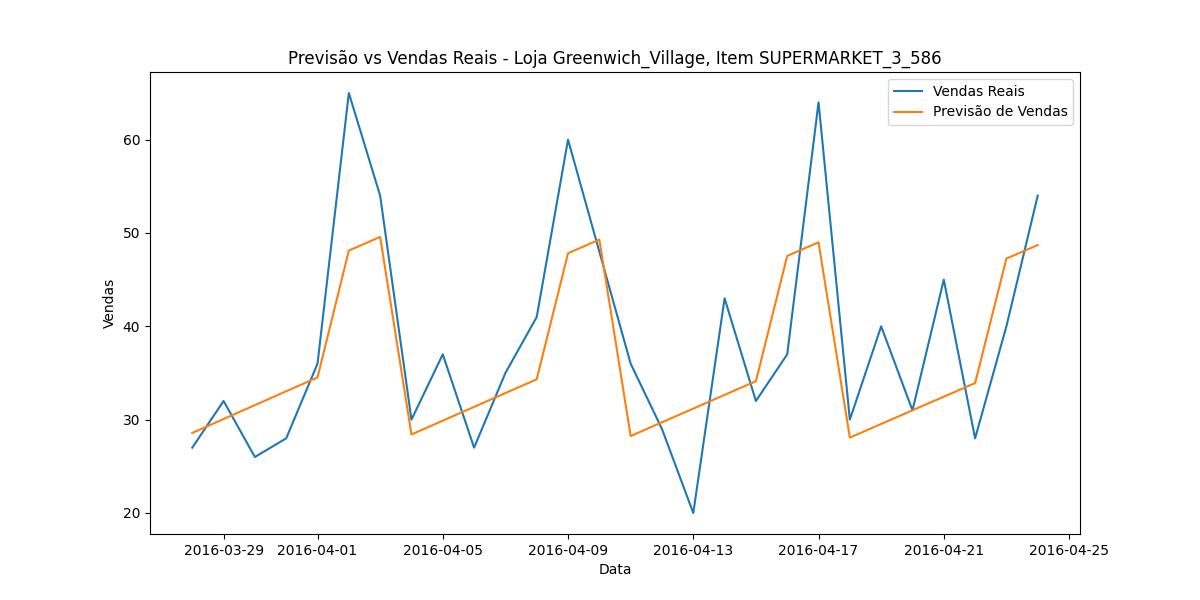 Previsão vs Vendas Reais - Loja Greenwich_Village, Item SUPERMARKET_3_586
Vendas Reais
Previsão de Vendas
60
50
40
30
20
Vendas
2016-03-29 2016-04-01 2016-04-05 2016-04-09 2016-04-13 2016-04-17 2016-04-21 2016-04-25
Data